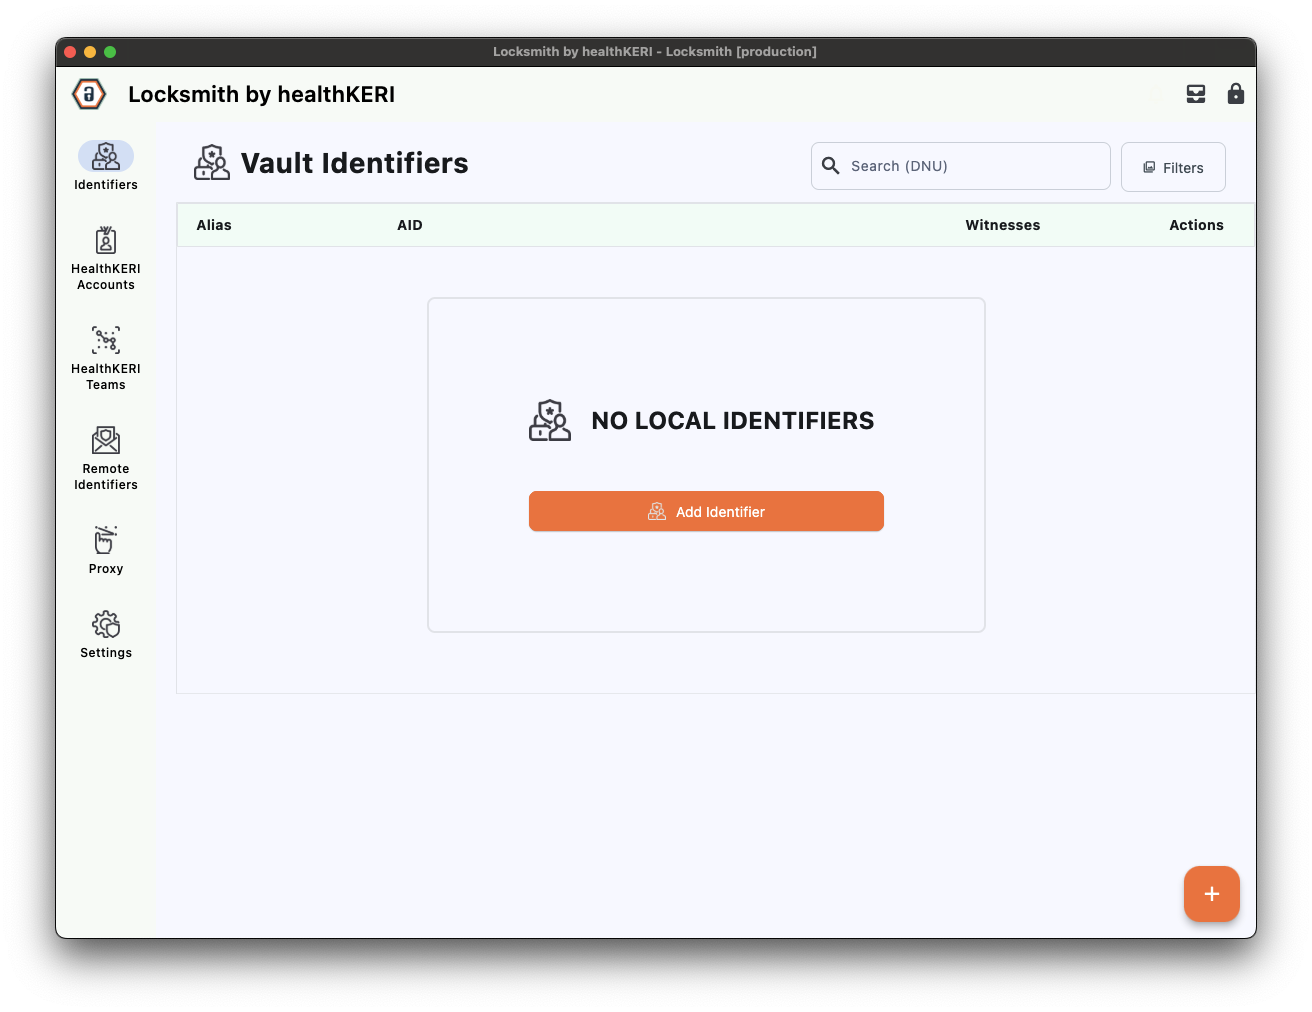 Locksmith by healthKERI - Locksmith [production]
Locksmith by healthKERI
Identifiers
HealthKERI
Accounts
HealthKERI
Teams
Remote
Identifiers
Proxy
Settings
Vault Identifiers
Search (DNU)
Filters
Alias AID Witnesses Actions
NO LOCAL IDENTIFIERS
Add Identifier
+